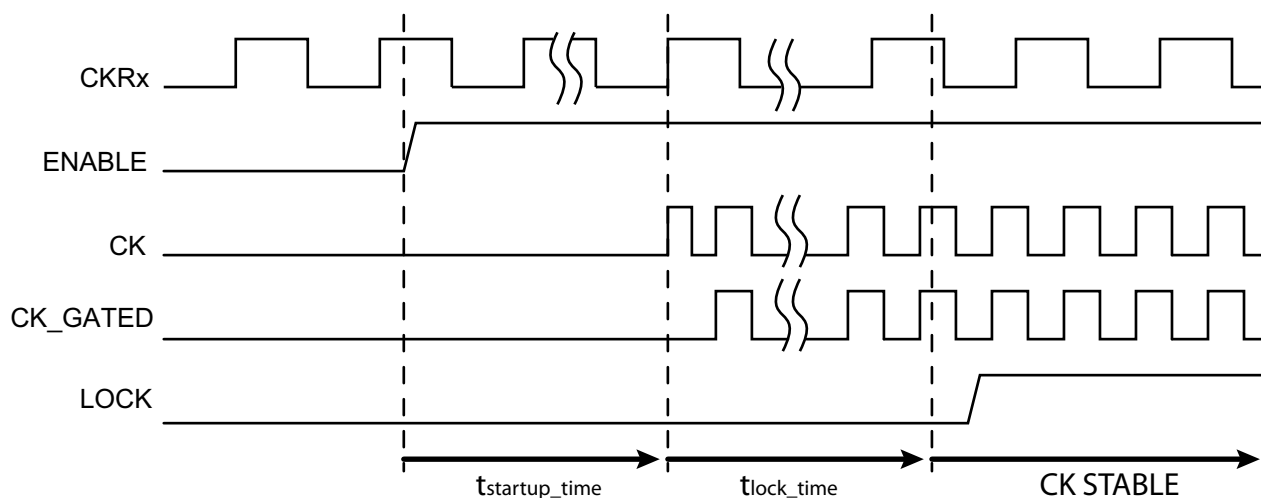 CKRx
ENABLE
CK
CK_GATED
LOCK
tstartup_time
tlock_time
CK STABLE